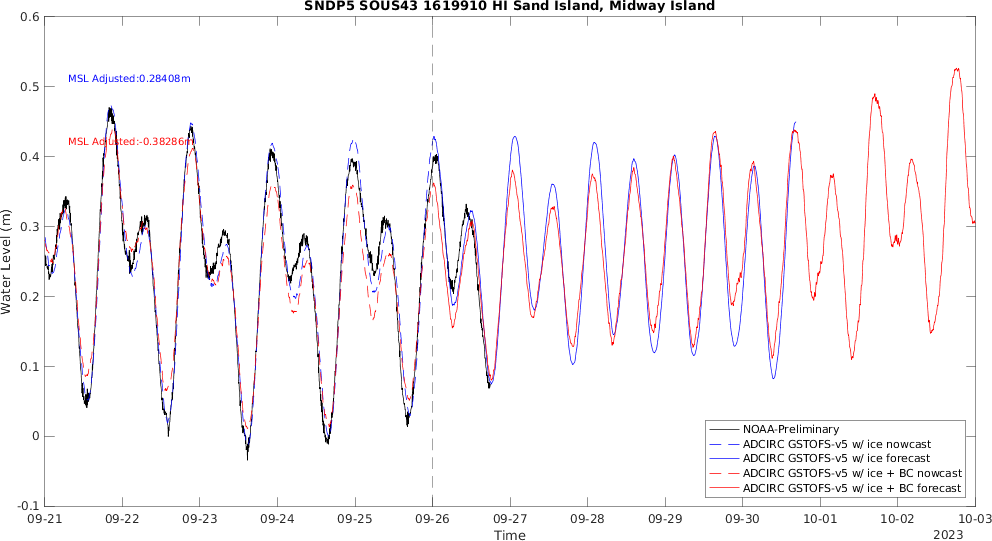 SNDP5 SOUS43 1619910 HI Sand Island, Midway Island
0.6
0.5
0.4
0.3
0.2
0.1
0
-0.1
Water Level (m)
MSL Adjusted:0.28408m
MSL Adjusted:-0.38286m
NOAA-Preliminary
ADCIRC GSTOFS-v5 w/ ice nowcast
ADCIRC GSTOFS-v5 w/ ice forecast
ADCIRC GSTOFS-v5 w/ ice + BC nowcast
ADCIRC GSTOFS-v5 w/ ice + BC forecast
09-21 09-22 09-23 09-24 09-25 09-26 09-27 09-28 09-29 09-30 10-01 10-02 10-03
Time
2023